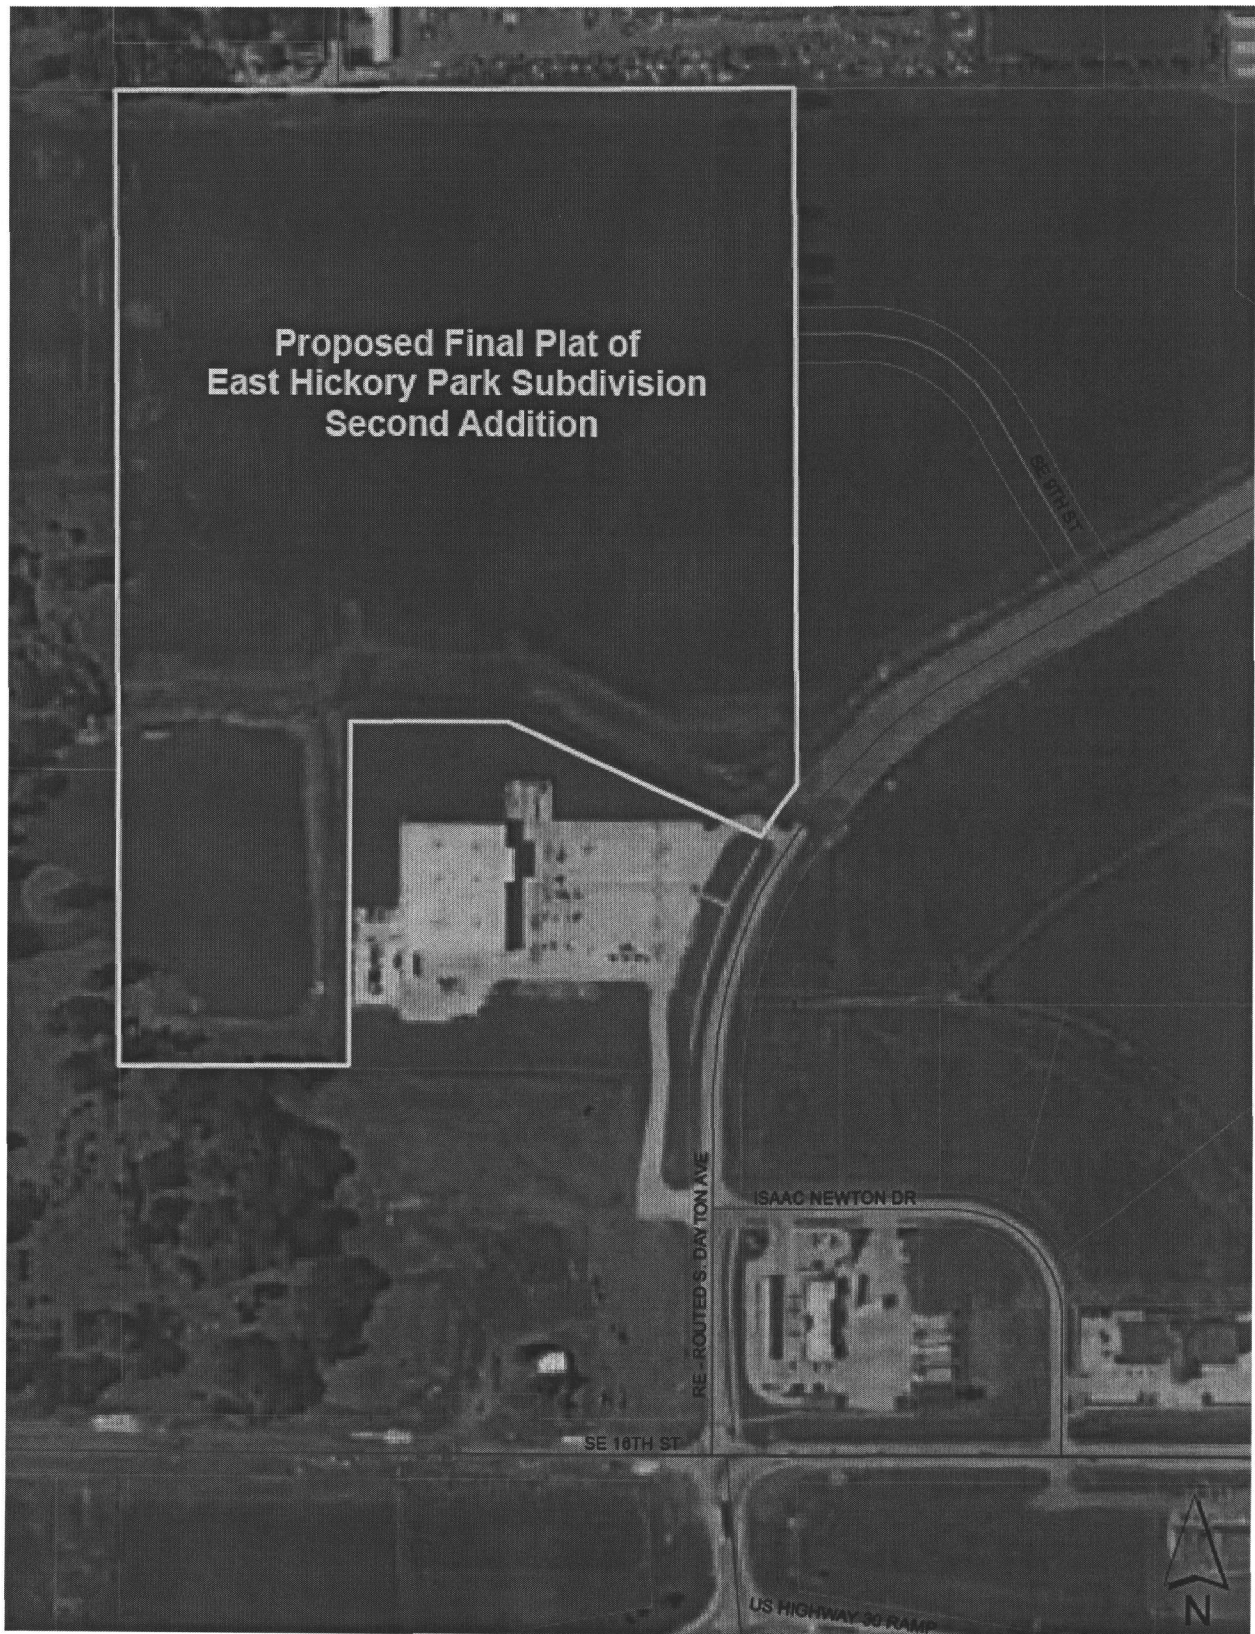 Proposed Final Plat of
East Hickory Park Subdivision
Second Addition
SE 9TH ST
RE-ROUTED S. DAYTON AVE
ISAAC NEWTON DR
SE 16TH ST
US HIGHWAY 30 RAMP
N